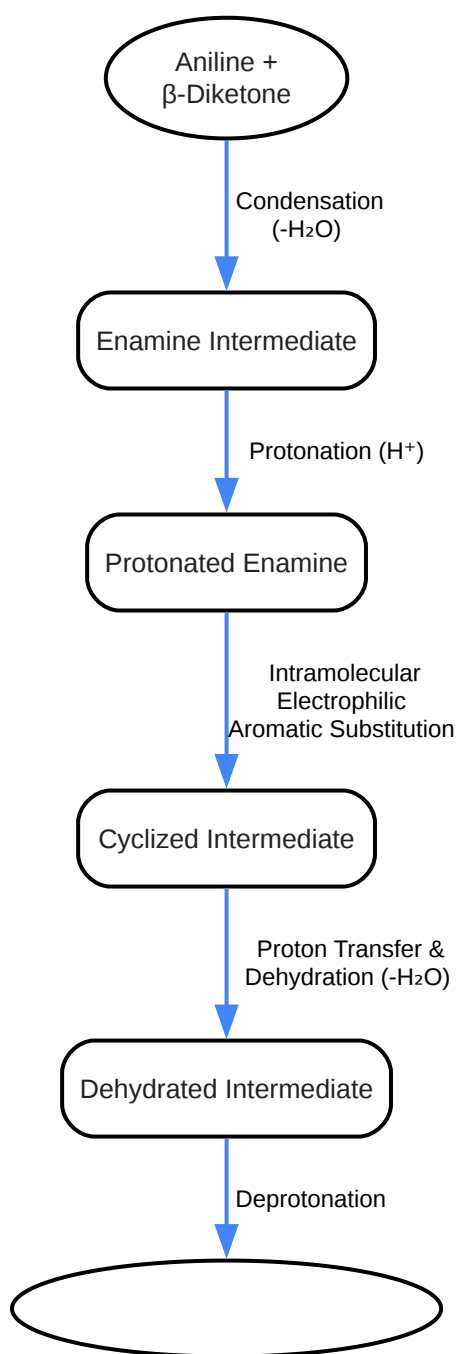 Aniline +
β-Diketone
Condensation
(-H₂O)
Enamine Intermediate
Protonation (H⁺)
Protonated Enamine
Intramolecular
Electrophilic
Aromatic Substitution
Cyclized Intermediate
Proton Transfer &
Dehydration (-H₂O)
Dehydrated Intermediate
Deprotonation